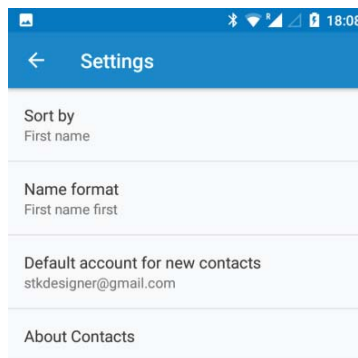 R 18:08
Settings
Sort by
First name
Name format
First name first
Default account for new contacts
stkdesigner@gmail.com
About Contacts